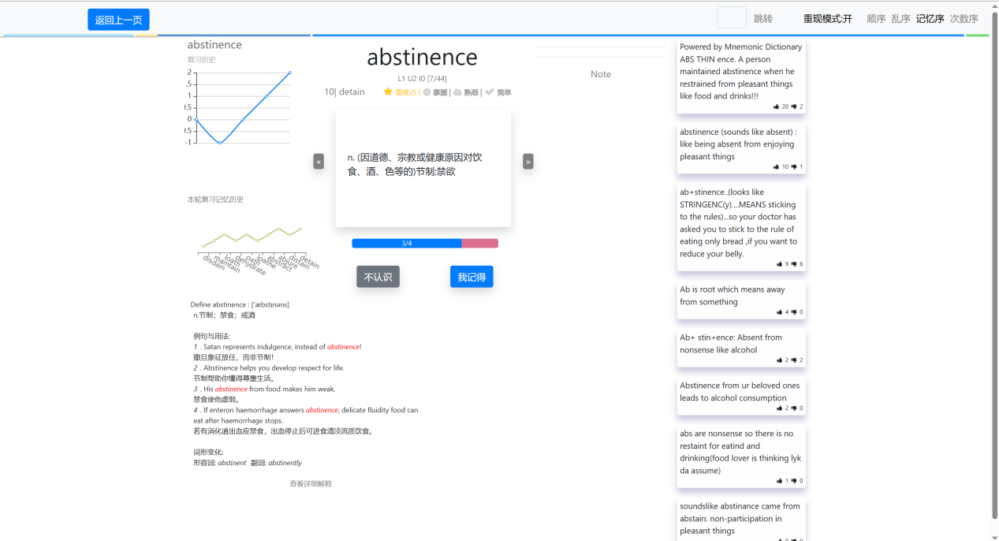 返回上一页
跳转
重现模式:开
顺序 乱序 记忆序 次数序
abstinence
复习历史
2
.5
1
0.5
0
0.5
-1
本轮复习记忆历史
disdain
maintain
loath
dehydrate
path
loathe
abstract
abjure
distain
detain
abstinence
L1 U2 I0 [7/44]
10| detain
重难点 | 掌握 | 熟悉 | 简单
«
n. (因道德、宗教或健康原因对饮
食、酒、色等的)节制;禁欲
»
3/4
不认识
我记得
Define abstinence : ['æbstɪnəns]
n.节制；禁食；戒酒
例句与用法:
1 . Satan represents indulgence, instead of abstinence!
撒旦象征放任，而非节制!
2 . Abstinence helps you develop respect for life.
节制帮助你懂得尊重生活。
3 . His abstinence from food makes him weak.
禁食使他虚弱。
4 . If enteron haemorrhage answers abstinence, delicate fluidity food can
eat after haemorrhage stops.
若有消化道出血应禁食，出血停止后可进食清淡流质饮食。
词形变化:
形容词: abstinent 副词: abstinently
查看详细解释
Note
Powered by Mnemonic Dictionary
ABS THIN ence. A person
maintained abstinence when he
restrained from pleasant things
like food and drinks!!!
20 2
abstinence (sounds like absent) :
like being absent from enjoying
pleasant things
10 1
ab+stinence..(looks like
STRINGENC(y)....MEANS sticking
to the rules)...so your doctor has
asked you to stick to the rule of
eating only bread ,if you want to
reduce your belly.
9 6
Ab is root which means away
from something
4 0
Ab+ stin+ence: Absent from
nonsense like alcohol
2 2
Abstinence from ur beloved ones
leads to alcohol consumption
2 0
abs are nonsense so there is no
restaint for eatind and
drinking(food lover is thinking lyk
da assume)
1 0
soundslike abstinance came from
abstain: non-participation in
pleasant things